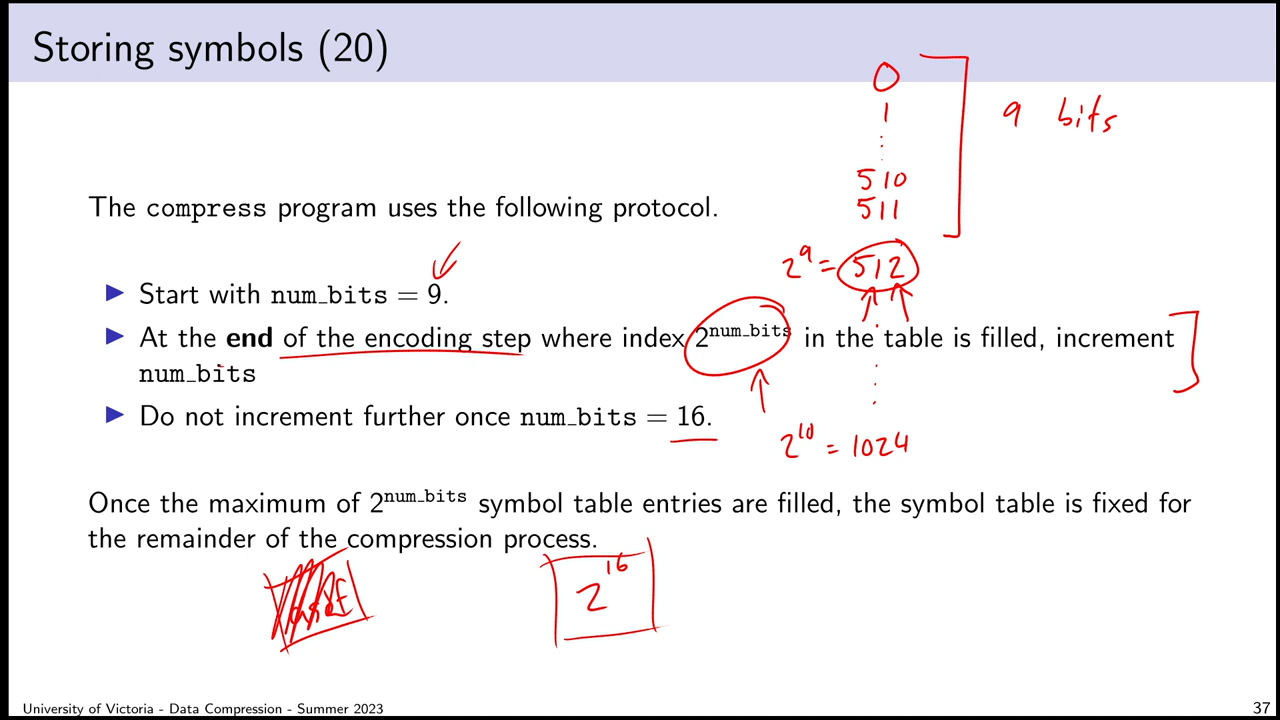 Storing symbols (20)
0
1
⋮
510
511
9 bits
The compress program uses the following protocol.
2^9 = 512
▶ Start with num_bits = 9.
▶ At the end of the encoding step where index 2^num_bits in the table is filled, increment
num_bits
▶ Do not increment further once num_bits = 16.
2^10 = 1024
Once the maximum of 2^num_bits symbol table entries are filled, the symbol table is fixed for
the remainder of the compression process.
2^16
University of Victoria - Data Compression - Summer 2023
37